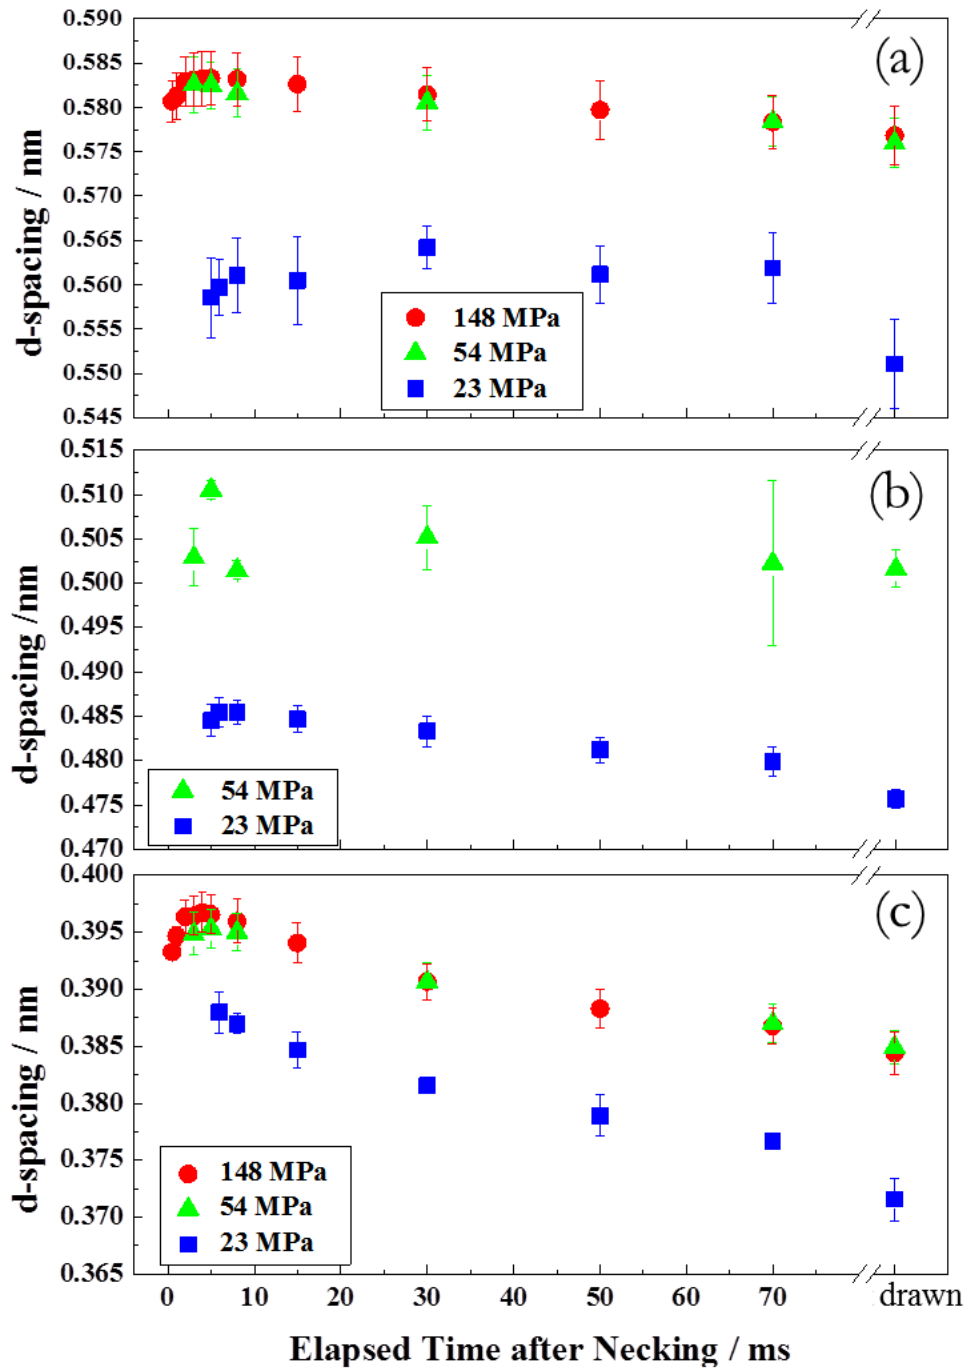 0.590
0.585
0.580
0.575
0.570
0.565
0.560
0.555
0.550
0.545
d-spacing / nm
(a)
148 MPa
54 MPa
23 MPa
0.515
0.510
0.505
0.500
0.495
0.490
0.485
0.480
0.475
0.470
d-spacing /nm
(b)
54 MPa
23 MPa
0.400
0.395
0.390
0.385
0.380
0.375
0.370
0.365
d-spacing / nm
(c)
148 MPa
54 MPa
23 MPa
0 10 20 30 40 50 60 70 drawn
Elapsed Time after Necking / ms